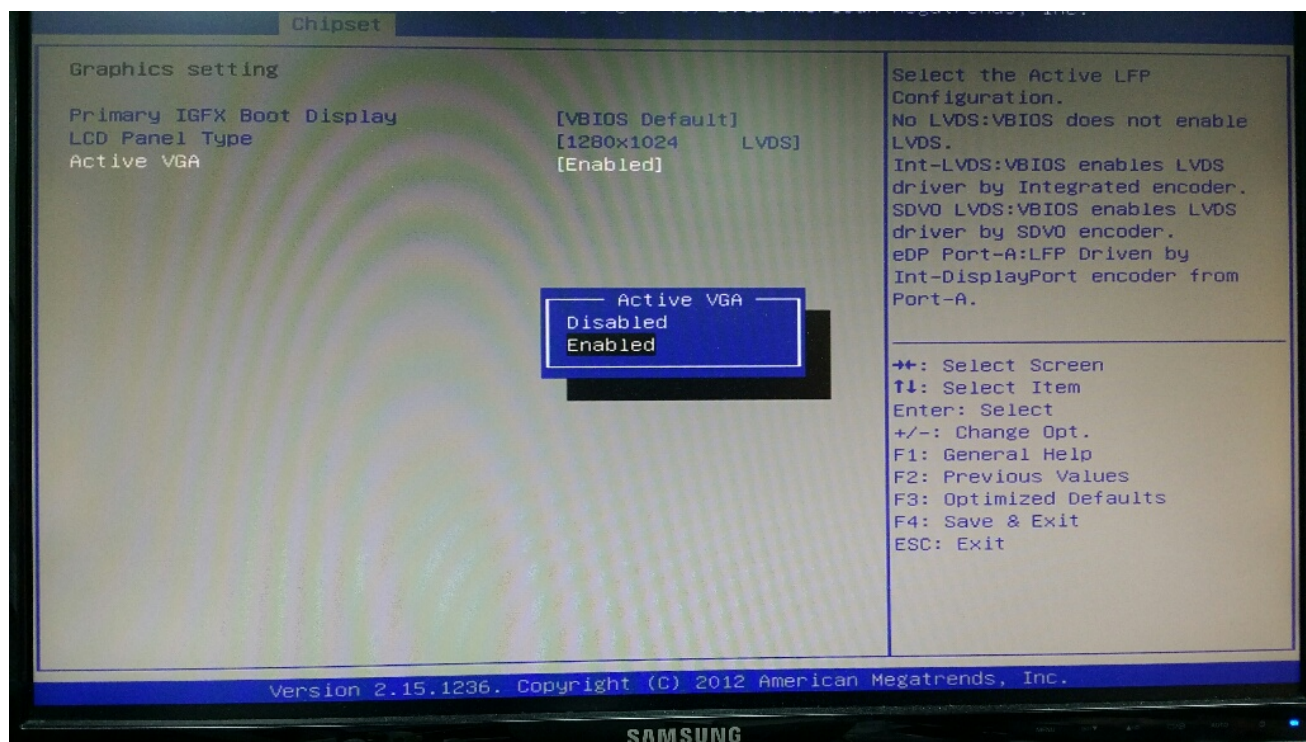 Chipset
Graphics setting
Primary IGFX Boot Display [VBIOS Default]
LCD Panel Type [1280x1024 LVDS]
Active VGA [Enabled]
Active VGA
Disabled
Enabled
Select the Active LFP
Configuration.
No LVDS:VBIOS does not enable
LVDS.
Int-LVDS:VBIOS enables LVDS
driver by Integrated encoder.
SDVO LVDS:VBIOS enables LVDS
driver by SDVO encoder.
eDP Port-A:LFP Driven by
Int-DisplayPort encoder from
Port-A.
→←: Select Screen
↑↓: Select Item
Enter: Select
+/-: Change Opt.
F1: General Help
F2: Previous Values
F3: Optimized Defaults
F4: Save & Exit
ESC: Exit
Version 2.15.1236. Copyright (C) 2012 American Megatrends, Inc.
SAMSUNG